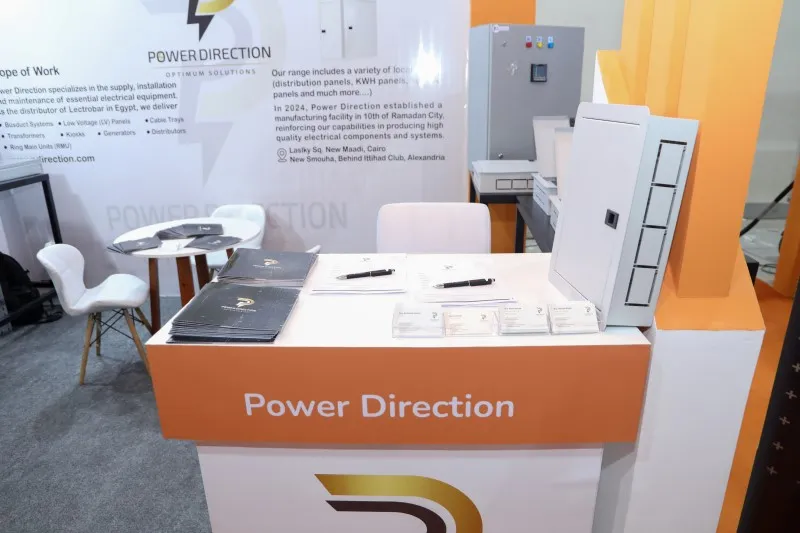 POWER DIRECTION
OPTIMUM SOLUTIONS
ope of Work
wer Direction specializes in the supply, installation
nd maintenance of essential electrical equipment.
s the distributor of Lectrobar in Egypt, we deliver
• Busduct Systems • Low Voltage (LV) Panels • Cable Trays
• Transformers • Kiosks • Generators • Distributors
• Ring Main Units (RMU)
direction.com
Our range includes a variety of
(distribution panels, KWH panels,
panels and much more....)
In 2024, Power Direction established a
manufacturing facility in 10th of Ramadan City,
reinforcing our capabilities in producing high
quality electrical components and systems.
Lasilky Sq, New Maadi, Cairo
New Smouha, Behind Ittihad Club, Alexandria
POWER DIRECTION
Power Direction